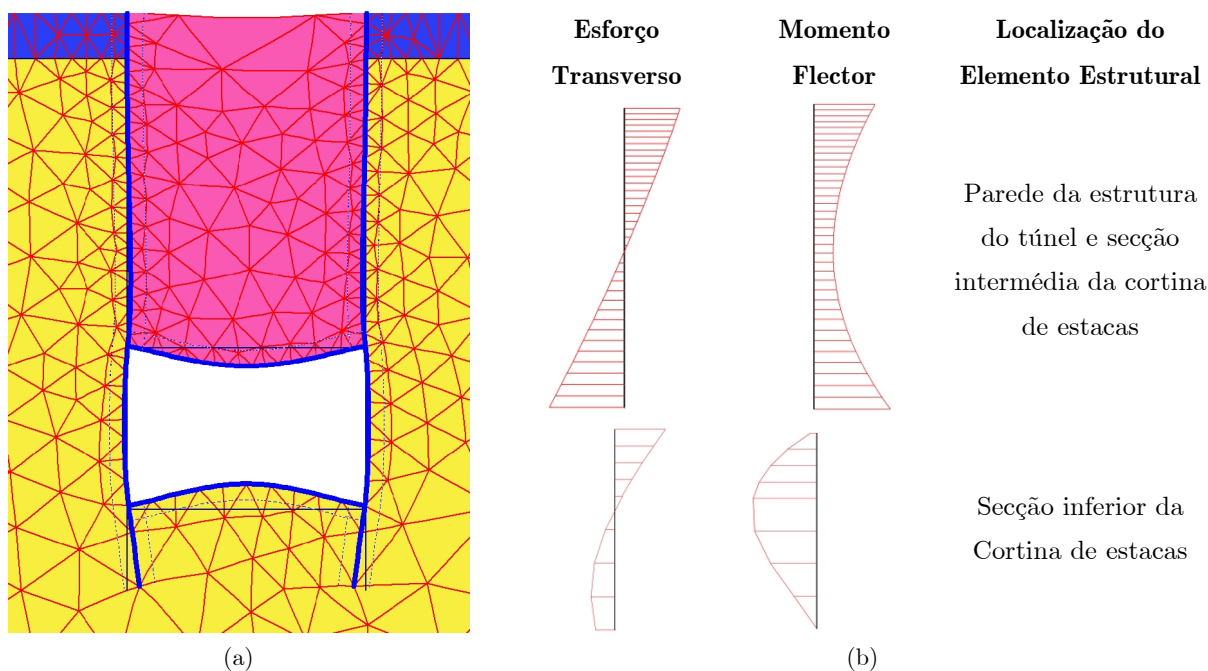 Esforço
Transverso
Momento
Flector
Localização do
Elemento Estrutural
Parede da estrutura
do túnel e secção
intermédia da cortina
de estacas
Secção inferior da
Cortina de estacas
(a)
(b)